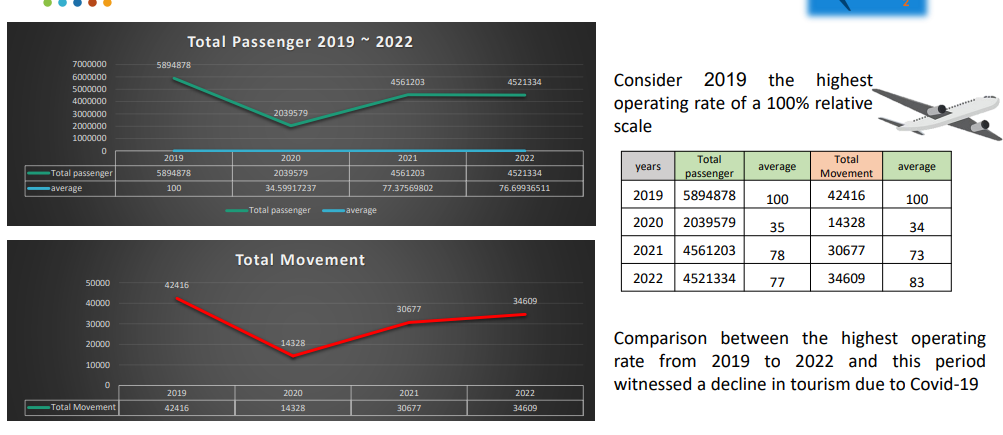 2
Total Passenger 2019 ~ 2022
7000000
6000000
5000000
4000000
3000000
2000000
1000000
0
5894878
2039579
4561203
4521334
2019 2020 2021 2022
Total passenger 5894878 2039579 4561203 4521334
average 100 34.59917237 77.37569802 76.69936511
Total passenger average
Total Movement
50000
40000
30000
20000
10000
0
42416
14328
30677
34609
2019 2020 2021 2022
Total Movement 42416 14328 30677 34609
Consider 2019 the highest
operating rate of a 100% relative
scale
years Total passenger average Total Movement average
2019 5894878 100 42416 100
2020 2039579 35 14328 34
2021 4561203 78 30677 73
2022 4521334 77 34609 83
Comparison between the highest operating
rate from 2019 to 2022 and this period
witnessed a decline in tourism due to Covid-19